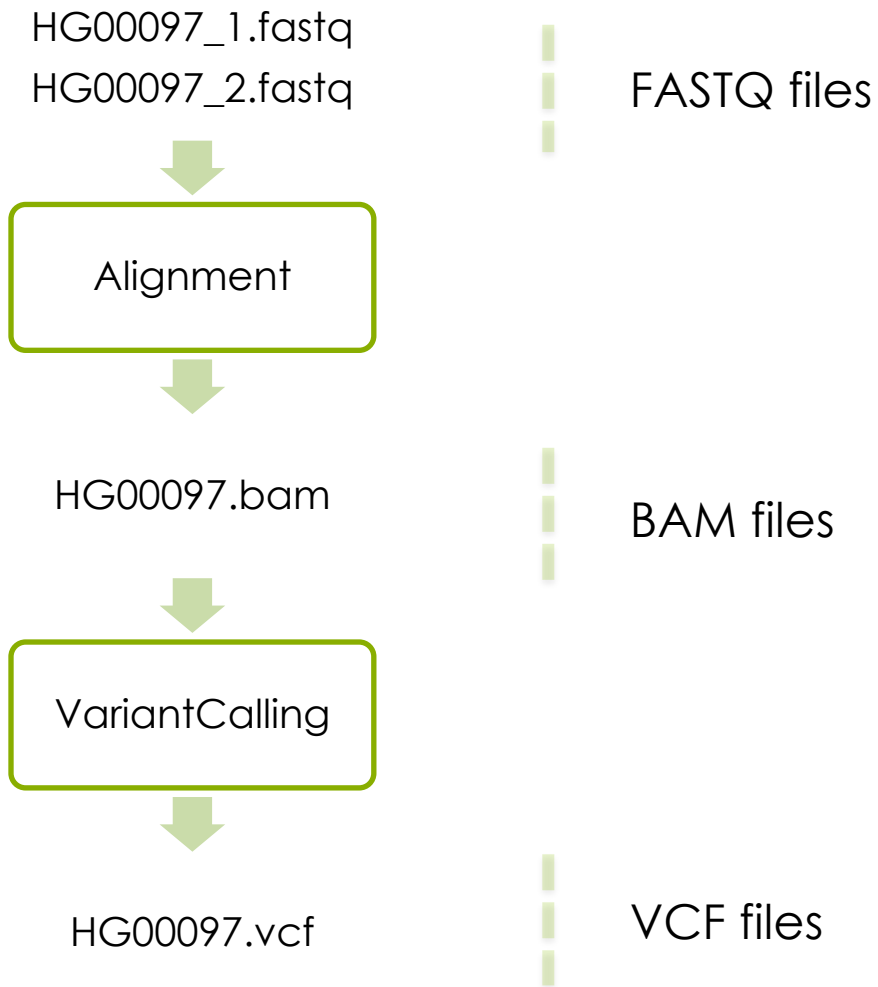 HG00097_1.fastq
HG00097_2.fastq
FASTQ files
Alignment
HG00097.bam
BAM files
VariantCalling
HG00097.vcf
VCF files